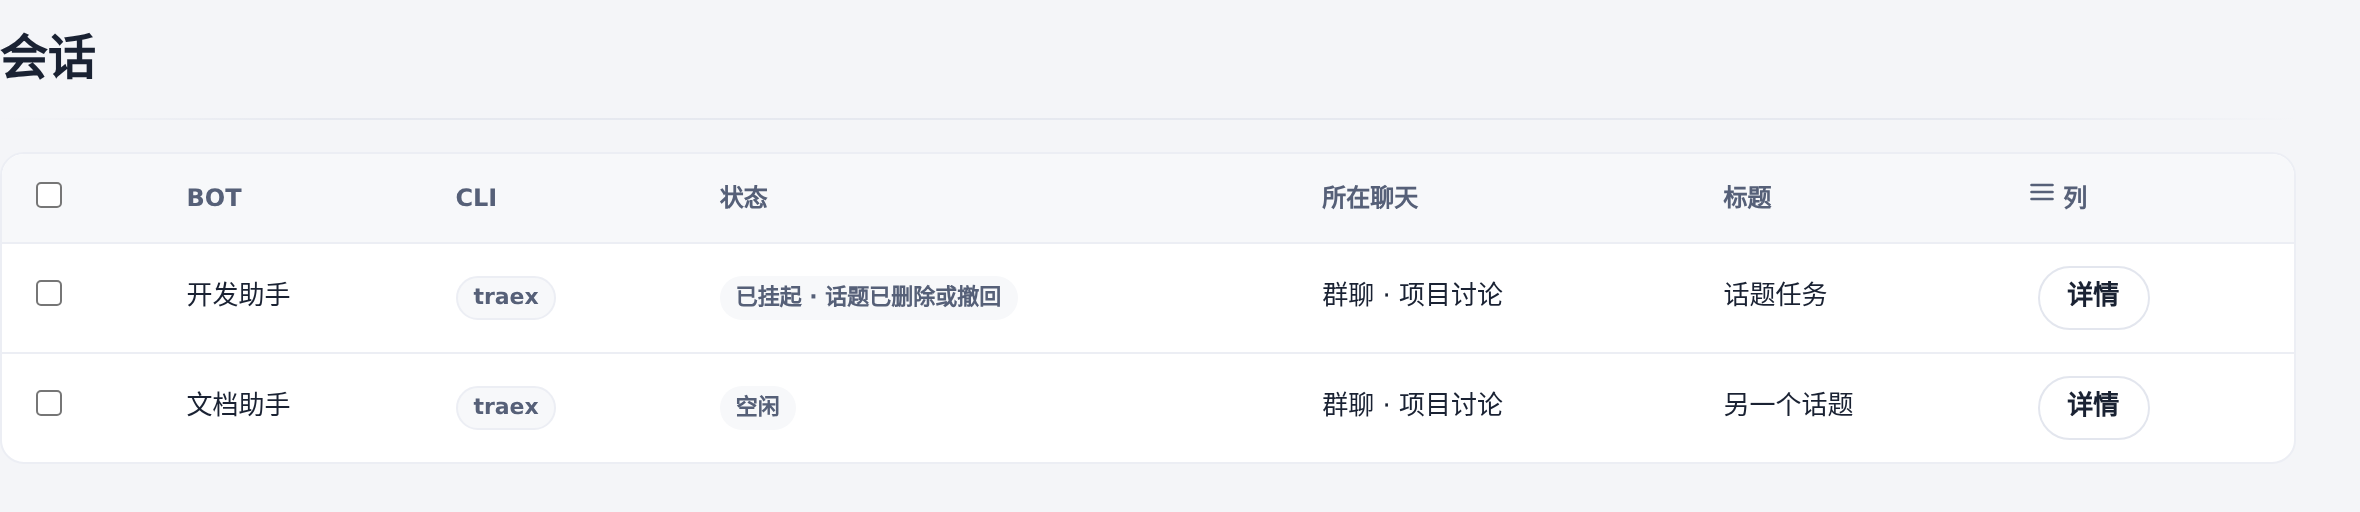 会话
BOT CLI 状态 所在聊天 标题 列
开发助手 traex 已挂起 · 话题已删除或撤回 群聊 · 项目讨论 话题任务 详情
文档助手 traex 空闲 群聊 · 项目讨论 另一个话题 详情